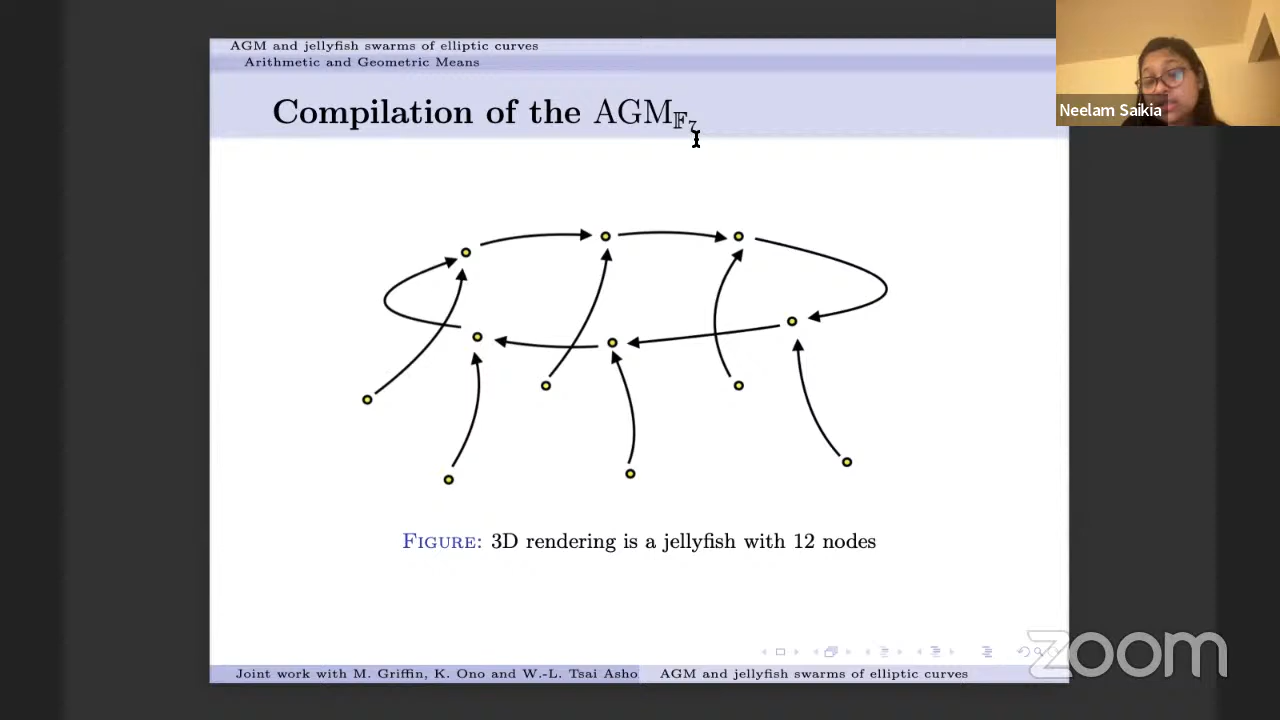 AGM and jellyfish swarms of elliptic curves
Arithmetic and Geometric Means
Neelam Saikia
Compilation of the AGM𝔽₇
FIGURE: 3D rendering is a jellyfish with 12 nodes
zoom
Joint work with M. Griffin, K. Ono and W.-L. Tsai Asho
AGM and jellyfish swarms of elliptic curves